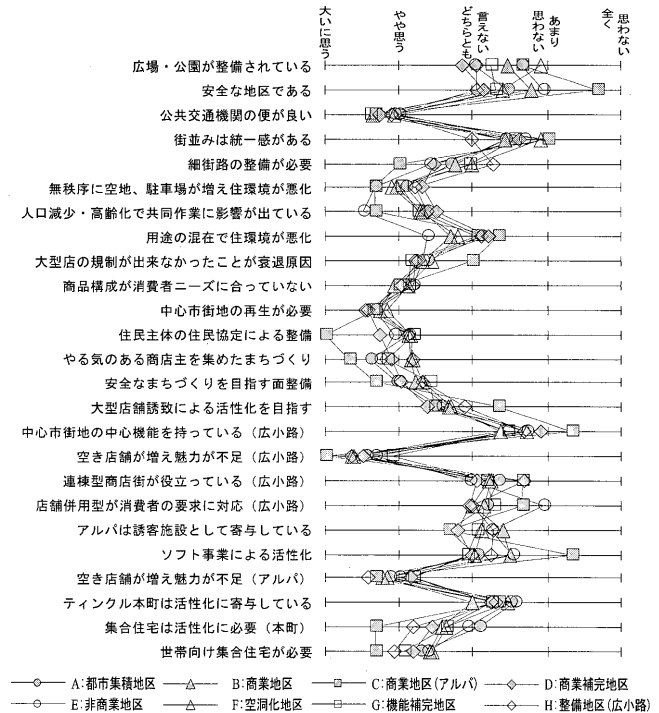 大いに思う
やや思う
どちらとも
言えない
あまり
思わない
全く
思わない
広場・公園が整備されている
安全な地区である
公共交通機関の便が良い
街並みは統一感がある
細街路の整備が必要
無秩序に空地、駐車場が増え住環境が悪化
人口減少・高齢化で共同作業に影響が出ている
用途の混在で住環境が悪化
大型店の規制が出来なかったことが衰退原因
商品構成が消費者ニーズに合っていない
中心市街地の再生が必要
住民主体の住民協定による整備
やる気のある商店主を集めたまちづくり
安全なまちづくりを目指す面整備
大型店舗誘致による活性化を目指す
中心市街地の中心機能を持っている(広小路)
空き店舗が増え魅力が不足(広小路)
連棟型商店街が役立っている(広小路)
店舗併用型が消費者の要求に対応(広小路)
アルパは誘客施設として寄与している
ソフト事業による活性化
空き店舗が増え魅力が不足(アルパ)
ティンクル本町は活性化に寄与している
集合住宅は活性化に必要(本町)
世帯向け集合住宅が必要
A:都市集積地区 B:商業地区 C:商業地区(アルパ) D:商業補完地区
E:非商業地区 F:空洞化地区 G:機能補完地区 H:整備地区(広小路)